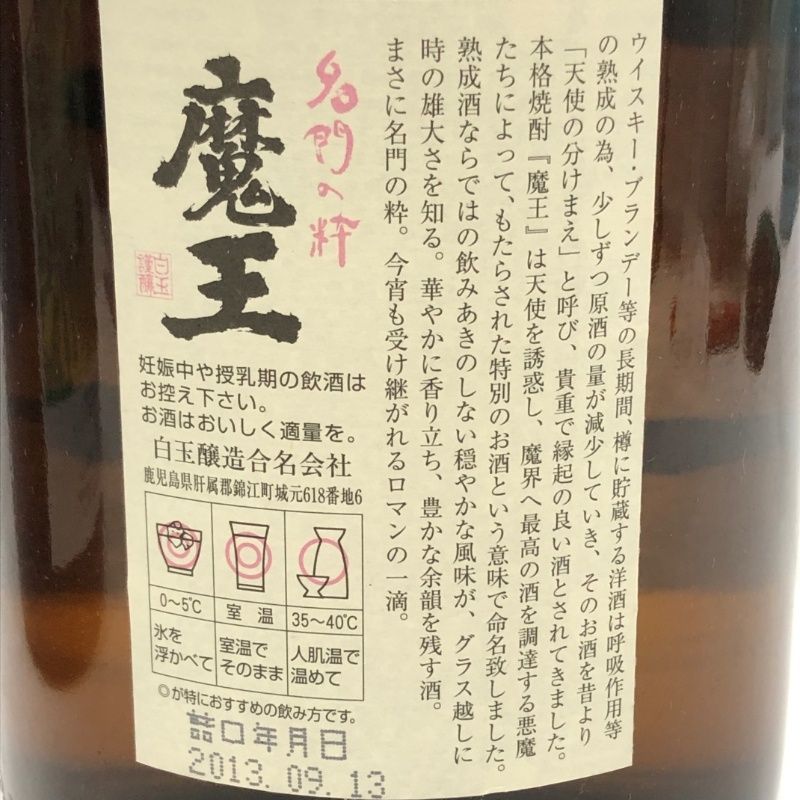 ウイスキー・ブランデー等の長期間、樽に貯蔵する洋酒は呼吸作用等
の熟成の為、少しずつ原酒の量が減少していき、そのお酒を昔より
「天使の分けまえ」と呼び、貴重で縁起の良い酒とされてきました。
本格焼酎『魔王』は天使を誘惑し、魔界へ最高の酒を調達する悪魔
たちによって、もたらされた特別のお酒という意味で命名致しました。
熟成酒ならではの飲みあきのしない穏やかな風味が、グラス越しに
時の雄大さを知る。華やかに香り立ち、豊かな余韻を残す酒。
まさに名門の粋。今宵も受け継がれるロマンの一滴。
名門の粋
魔王
白玉
謹醸
妊娠中や授乳期の飲酒は
お控え下さい。
お酒はおいしく適量を。
白玉醸造合名会社
鹿児島県肝属郡錦江町城元618番地6
0～5℃
室温
35～40℃
氷を
浮かべて
室温で
そのまま
人肌温で
温めて
◎が特におすすめの飲み方です。
詰口年月日
2013.09.13